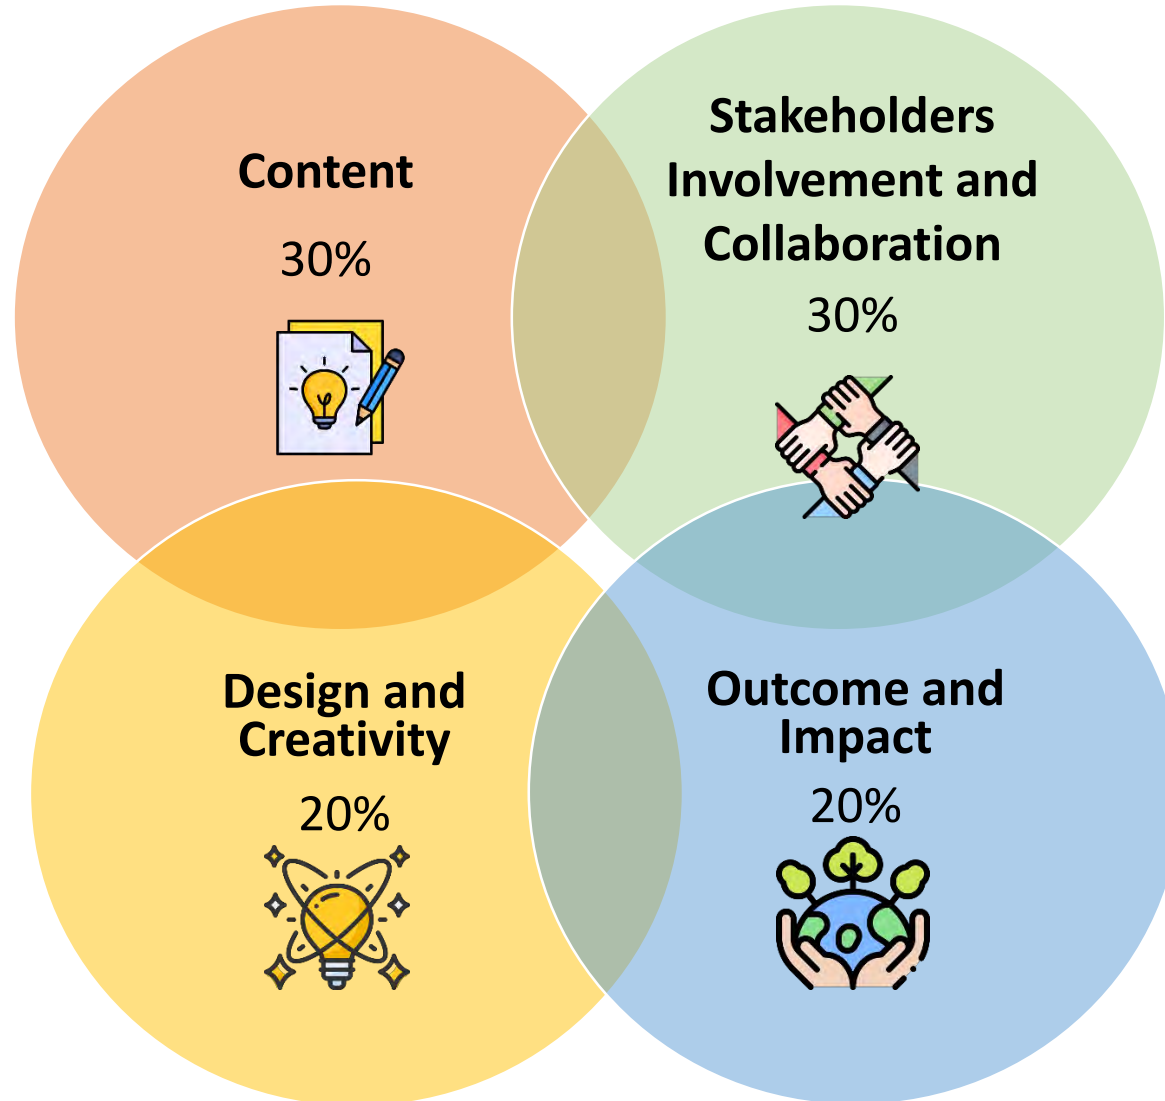 Content
30%
Stakeholders
Involvement and
Collaboration
30%
Design and
Creativity
20%
Outcome and
Impact
20%